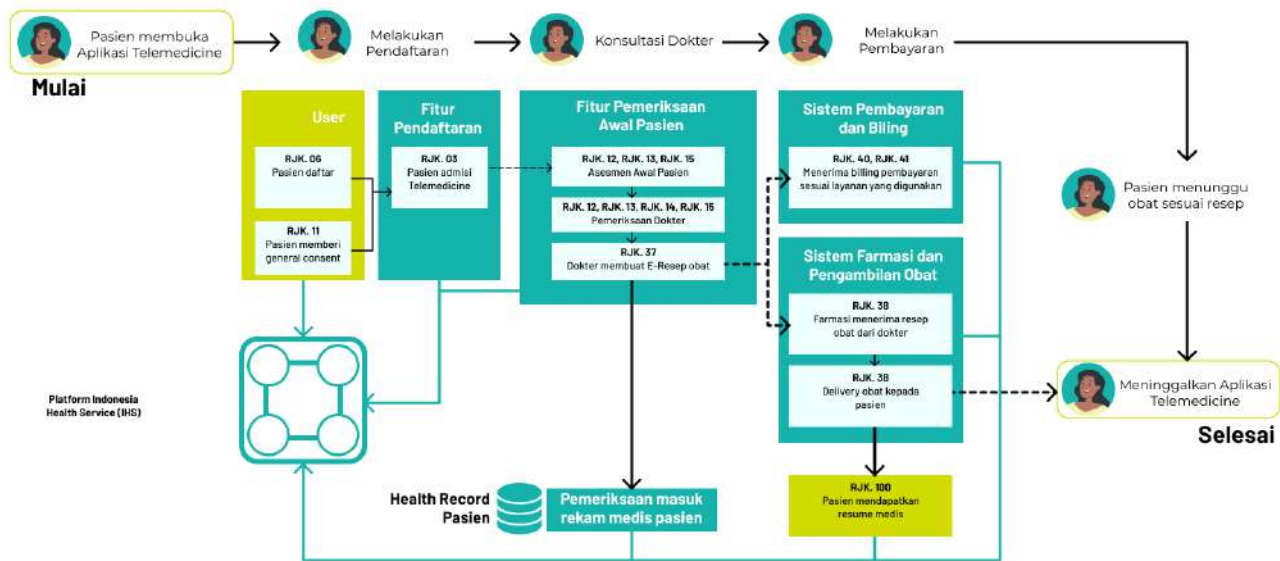 Pasien membuka
Aplikasi Telemedicine
Mulai
Melakukan
Pendaftaran
Konsultasi Dokter
Melakukan
Pembayaran
User
RJK. 06
Pasien daftar
RJK. 11
Pasien memberi
general consent
Fitur
Pendaftaran
RJK. 03
Pasien admisi
Telemedicine
Fitur Pemeriksaan
Awal Pasien
RJK. 12, RJK. 13, RJK. 15
Asesmen Awal Pasien
RJK. 12, RJK. 13, RJK. 14, RJK. 15
Pemeriksaan Dokter
RJK. 37
Dokter membuat E-Resep obat
Sistem Pembayaran
dan Biling
RJK. 40, RJK. 41
Menerima billing pembayaran
sesuai layanan yang digunakan
Sistem Farmasi dan
Pengambilan Obat
RJK. 38
Farmasi menerima resep
obat dari dokter
RJK. 38
Delivery obat kepada
pasien
Pasien menunggu
obat sesuai resep
Meninggalkan Aplikasi
Telemedicine
Selesai
Platform Indonesia
Health Service (IHS)
Health Record
Pasien
Pemeriksaan masuk
rekam medis pasien
RJK. 100
Pasien mendapatkan
resume medis